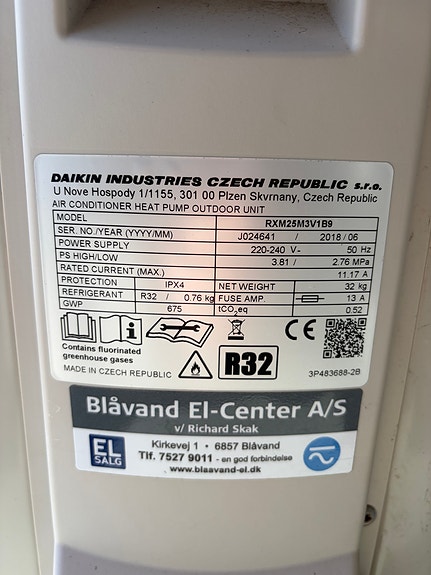 DAIKIN INDUSTRIES CZECH REPUBLIC s.r.o.
U Nove Hospody 1/1155, 301 00 Plzen Skvrnany, Czech Republic
AIR CONDITIONER HEAT PUMP OUTDOOR UNIT
MODEL RXM25M3V1B9
SER. NO./YEAR (YYYY/MM) J024641 / 2018 / 06
POWER SUPPLY 220-240 V~ 50 Hz
PS HIGH/LOW 3.81 / 2.76 MPa
RATED CURRENT (MAX.) 11.17 A
PROTECTION IPX4 NET WEIGHT 32 kg
REFRIGERANT R32 / 0.76 kg FUSE AMP. 13 A
GWP 675 tCO₂eq 0.52
Contains fluorinated
greenhouse gases
CE
MADE IN CZECH REPUBLIC
R32
3P483688-2B
Blåvand El-Center A/S
v/ Richard Skak
EL
SALG
Kirkevej 1 • 6857 Blåvand
Tlf. 7527 9011 - en god forbindelse
www.blaavand-el.dk